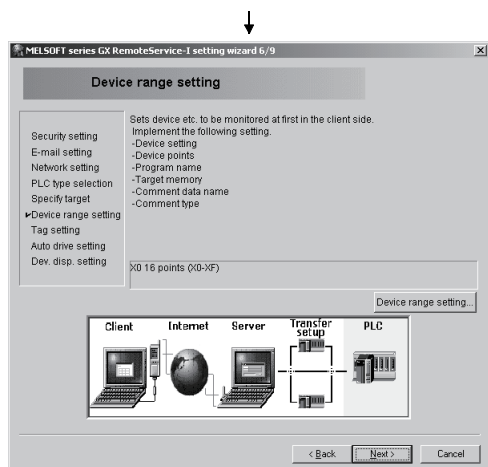 MELSOFT series GX RemoteService-I setting wizard 6/9
Device range setting
Security setting
E-mail setting
Network setting
PLC type selection
Specify target
Device range setting
Tag setting
Auto drive setting
Dev. disp. setting
Sets device etc. to be monitored at first in the client side.
Implement the following setting.
-Device setting
-Device points
-Program name
-Target memory
-Comment data name
-Comment type
X0 16 points (X0-XF)
Device range setting...
Client
Internet
Server
Transfer
setup
PLC
< Back
Next >
Cancel